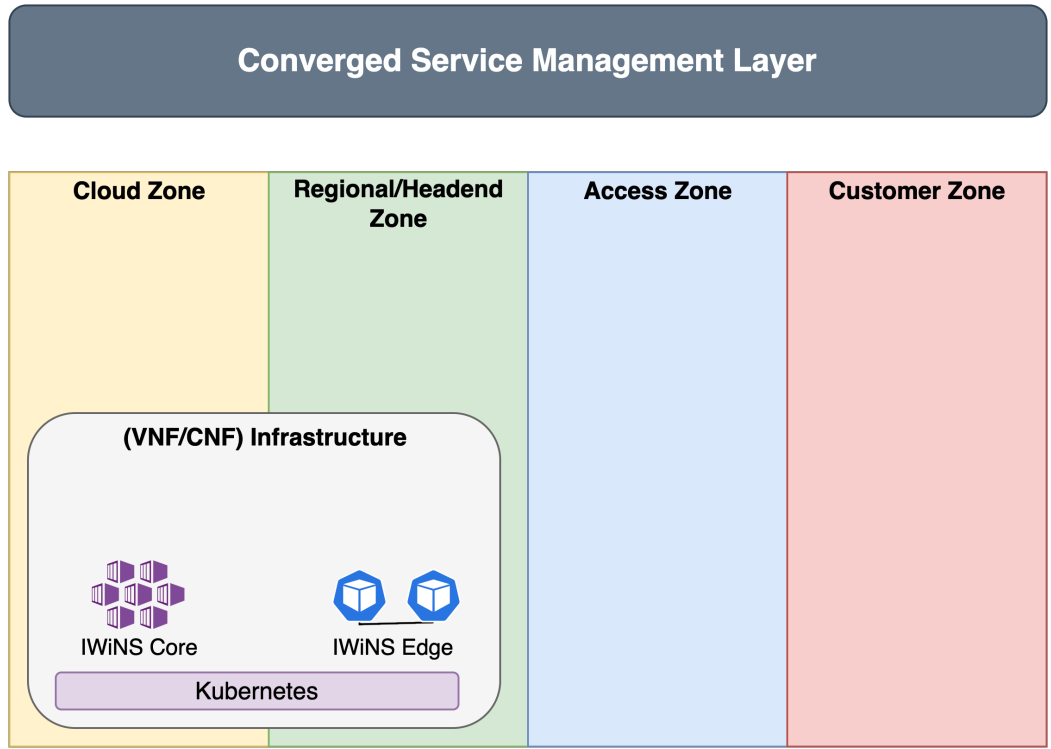 Converged Service Management Layer
Cloud Zone
Regional/Headend
Zone
Access Zone
Customer Zone
(VNF/CNF) Infrastructure
IWiNS Core
IWiNS Edge
Kubernetes